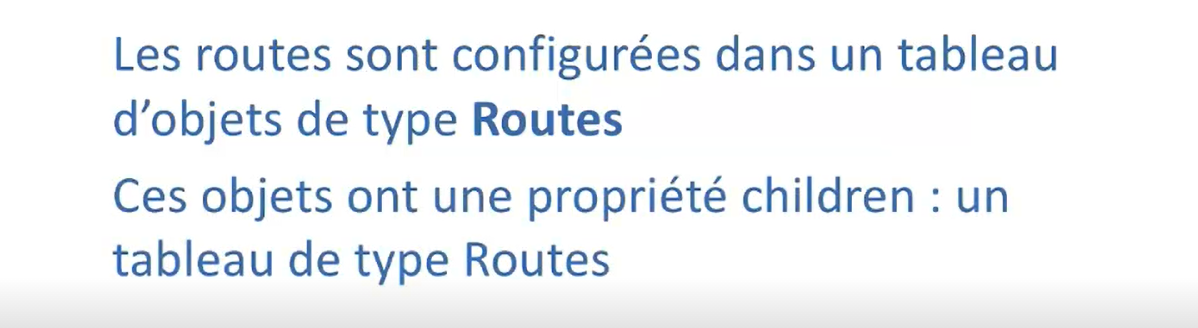 Les routes sont configurées dans un tableau
d’objets de type Routes
Ces objets ont une propriété children : un
tableau de type Routes